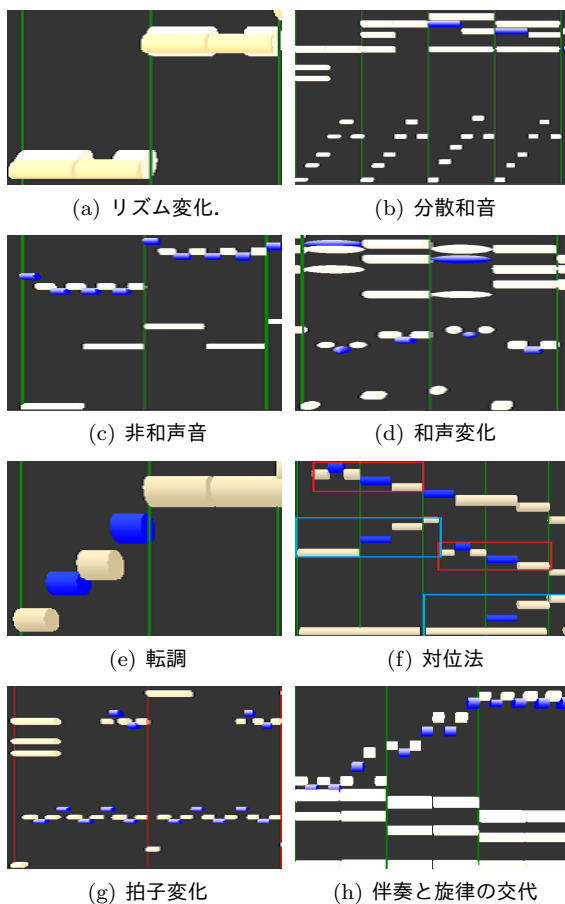 (a) リズム変化.
(b) 分散和音
(c) 非和声音
(d) 和声変化
(e) 転調
(f) 対位法
(g) 拍子変化
(h) 伴奏と旋律の交代